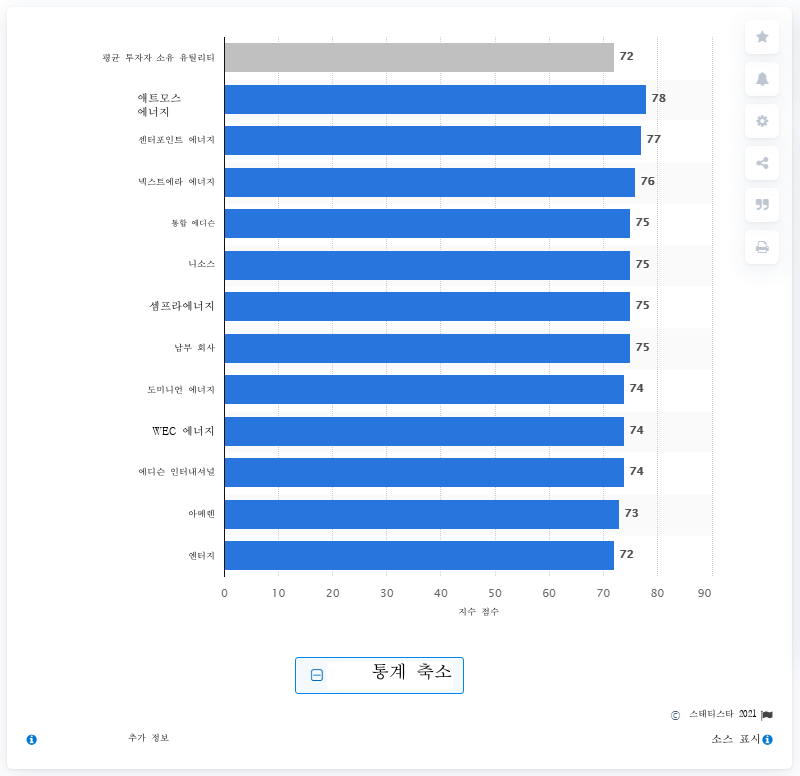 평균 투자자 소유 유틸리티 72
애트모스
에너지 78
센터포인트 에너지 77
넥스트에라 에너지 76
통합 에디슨 75
니소스 75
셈프라에너지 75
남부 회사 75
도미니언 에너지 74
WEC 에너지 74
에디슨 인터내셔널 74
아메렌 73
엔터지 72
0 10 20 30 40 50 60 70 80 90
지수 점수
통계 축소
© 스태티스타 2021
추가 정보 소스 표시